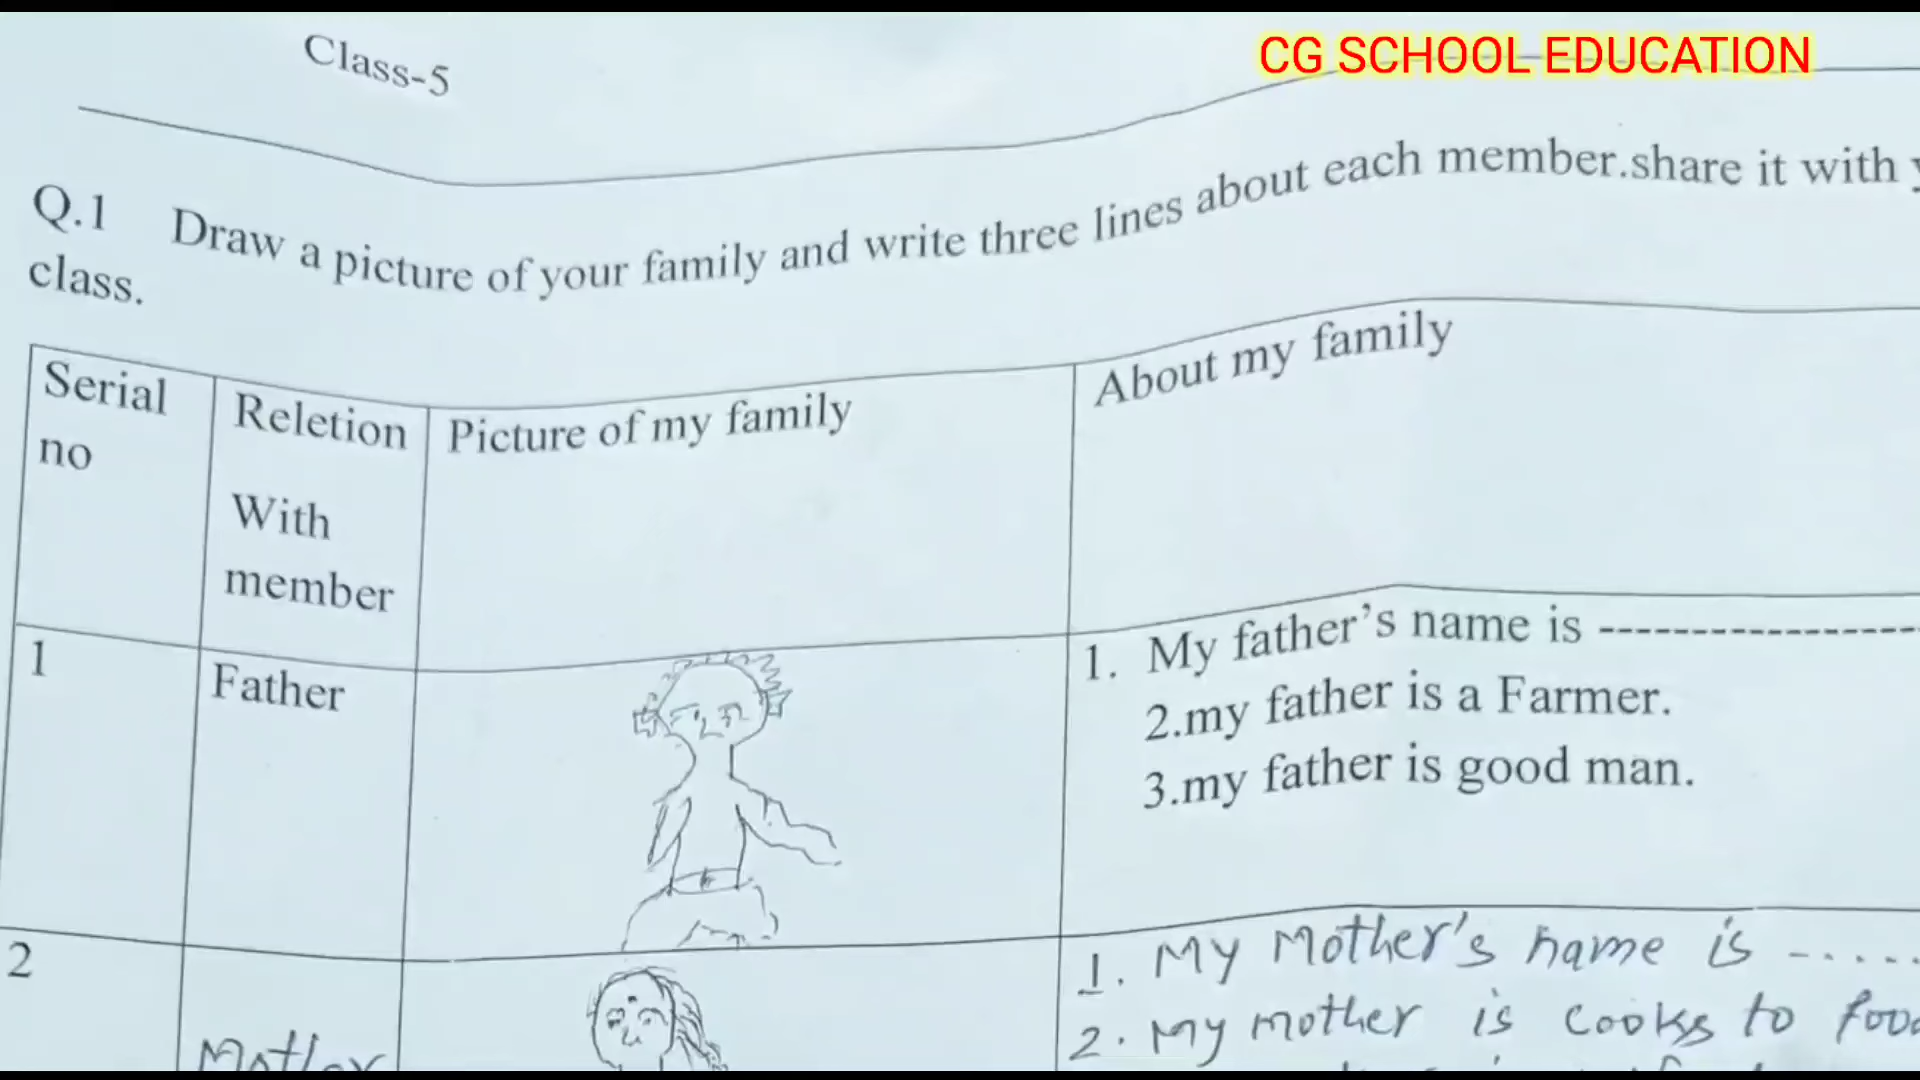 CG SCHOOL EDUCATION
Class-5
Q.1 Draw a picture of your family and write three lines about each member.share it with
class.
Serial no
Reletion With member
Picture of my family
About my family
1
Father
1. My father's name is -----------------
2.my father is a Farmer.
3.my father is good man.
2
Mother
1. My Mother's name is ......
2. My mother is cooks to